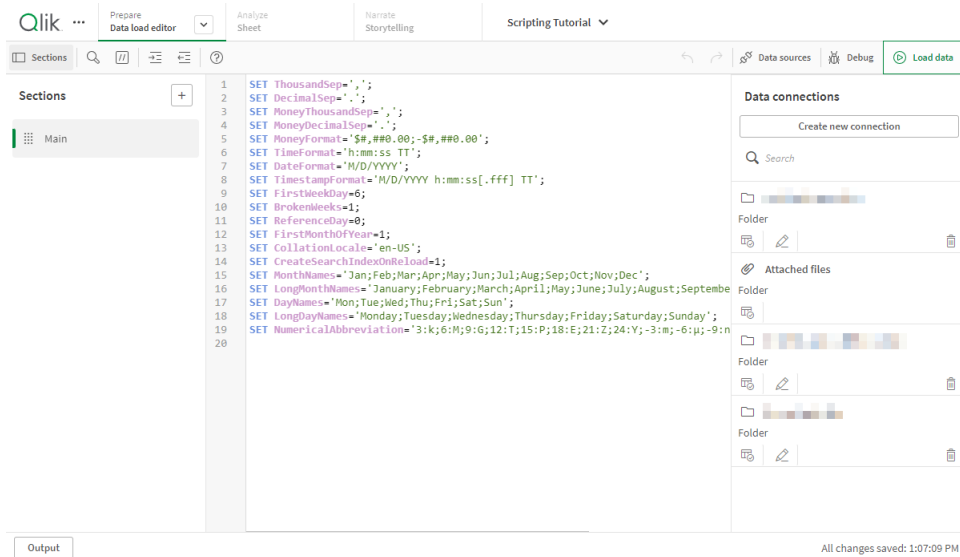 Qlik
Prepare
Data load editor
Analyze
Sheet
Narrate
Storytelling
Scripting Tutorial
Sections
Data sources
Debug
Load data
Sections
Main
1 SET ThousandSep=',';
2 SET DecimalSep='.';
3 SET MoneyThousandSep=',';
4 SET MoneyDecimalSep='.';
5 SET MoneyFormat='$#,##0.00;-$#,##0.00';
6 SET TimeFormat='h:mm:ss TT';
7 SET DateFormat='M/D/YYYY';
8 SET TimestampFormat='M/D/YYYY h:mm:ss[.fff] TT';
9 SET FirstWeekDay=6;
10 SET BrokenWeeks=1;
11 SET ReferenceDay=0;
12 SET FirstMonthOfYear=1;
13 SET CollationLocale='en-US';
14 SET CreateSearchIndexOnReload=1;
15 SET MonthNames='Jan;Feb;Mar;Apr;May;Jun;Jul;Aug;Sep;Oct;Nov;Dec';
16 SET LongMonthNames='January;February;March;April;May;June;July;August;Septembe
17 SET DayNames='Mon;Tue;Wed;Thu;Fri;Sat;Sun';
18 SET LongDayNames='Monday;Tuesday;Wednesday;Thursday;Friday;Saturday;Sunday';
19 SET NumericalAbbreviation='3:k;6:M;9:G;12:T;15:P;18:E;21:Z;24:Y;-3:m;-6:μ;-9:n
20
Data connections
Create new connection
Search
Folder
Attached files
Folder
Folder
Folder
Output
All changes saved: 1:07:09 PM